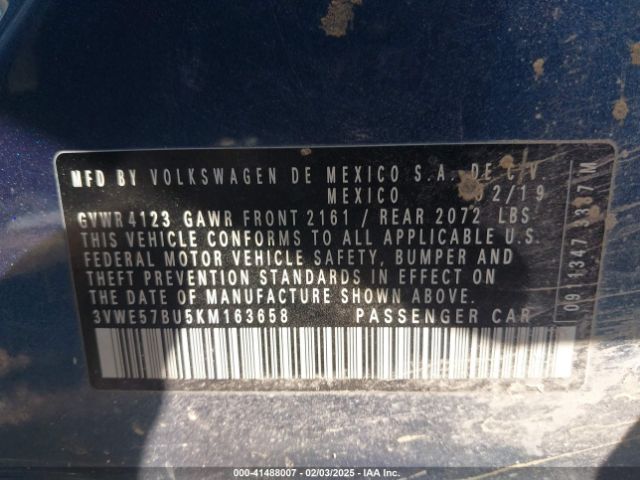 MFD BY VOLKSWAGEN DE MEXICO S.A. DE C.V.
MEXICO 02/19
GVWR 4123 GAWR FRONT 2161 / REAR 2072 LBS
THIS VEHICLE CONFORMS TO ALL APPLICABLE U.S.
FEDERAL MOTOR VEHICLE SAFETY, BUMPER AND
THEFT PREVENTION STANDARDS IN EFFECT ON
THE DATE OF MANUFACTURE SHOWN ABOVE.
3VWE57BU5KM163658 PASSENGER CAR
000-41488007 - 02/03/2025 - IAA Inc.